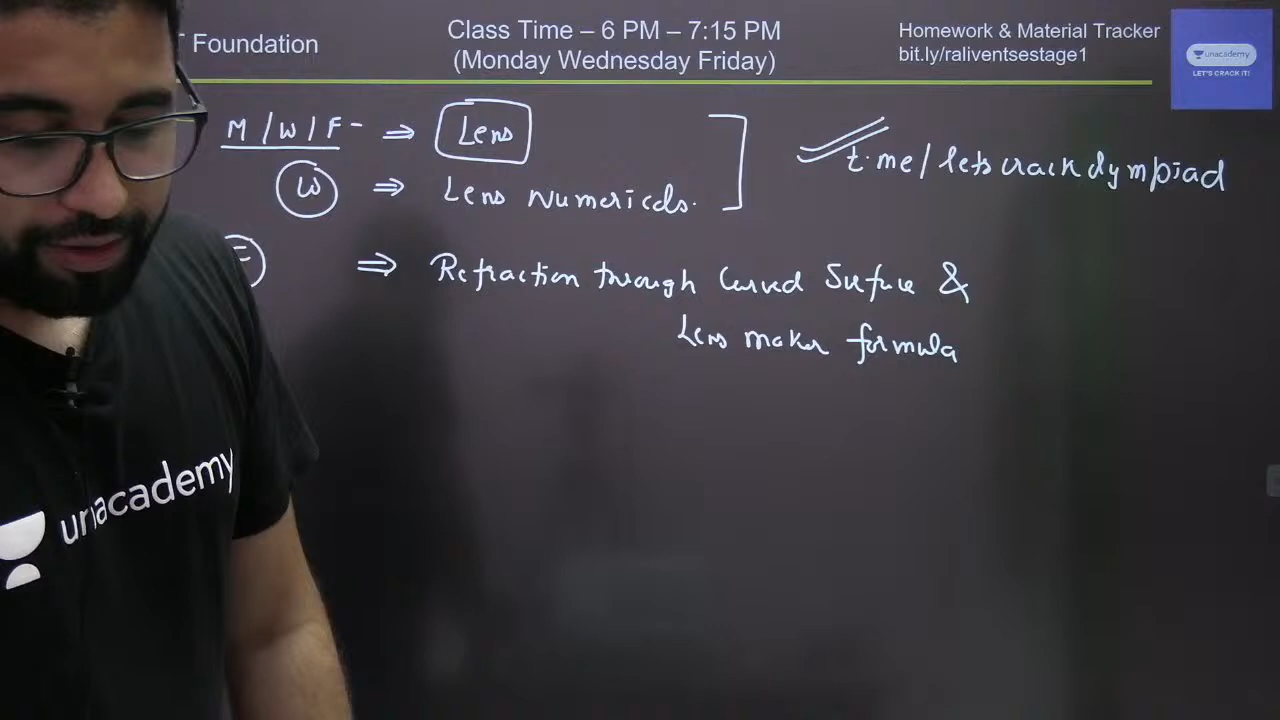 T Foundation
Class Time – 6 PM – 7:15 PM
(Monday Wednesday Friday)
Homework & Material Tracker
bit.ly/raliventsestage1
unacademy
LET'S CRACK IT!
M / W / F - ⇒ Lens
W ⇒ Lens Numericals.
t.me/letscrackolympiad
F ⇒ Refraction through Curved Surface &
Lens maker formula
unacademy